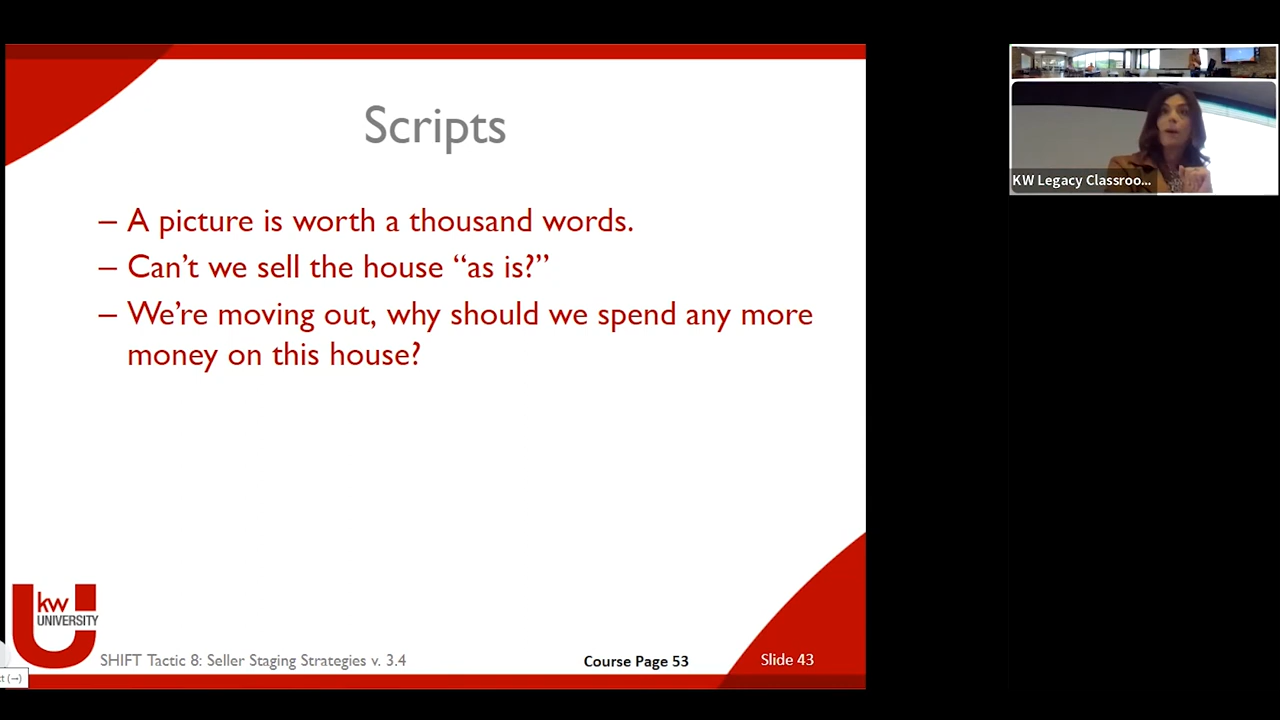 Scripts
– A picture is worth a thousand words.
– Can’t we sell the house “as is?”
– We’re moving out, why should we spend any more
money on this house?
kw
UNIVERSITY
SHIFT Tactic 8: Seller Staging Strategies v. 3.4
Course Page 53
Slide 43
KW Legacy Classroo...